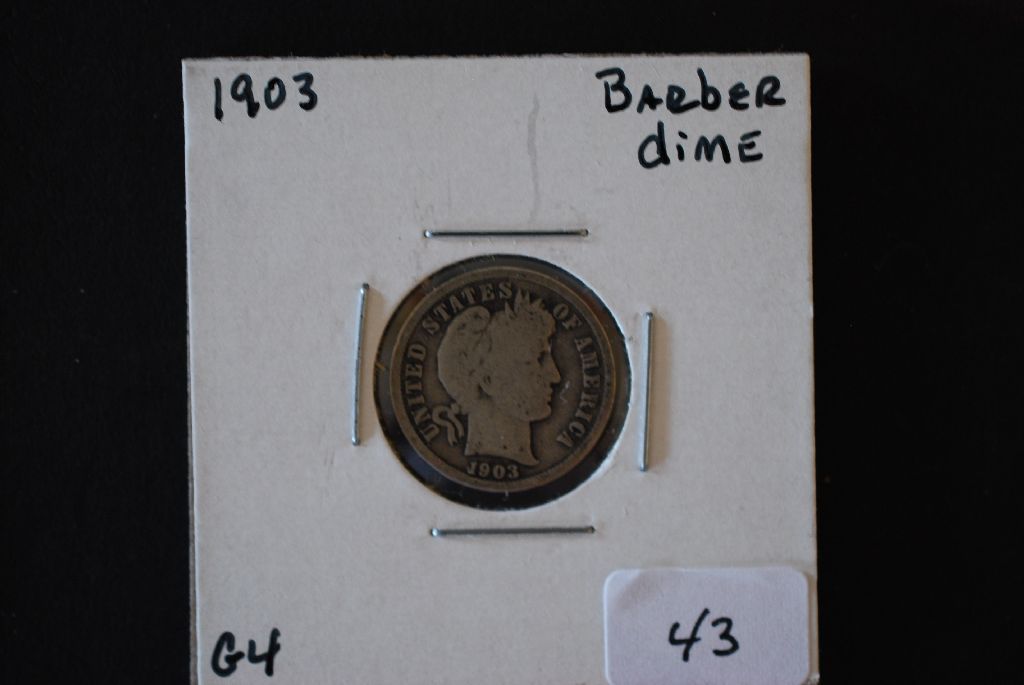 1903
BARbER
diME
UNITED STATES OF AMERICA
1903
G4
43